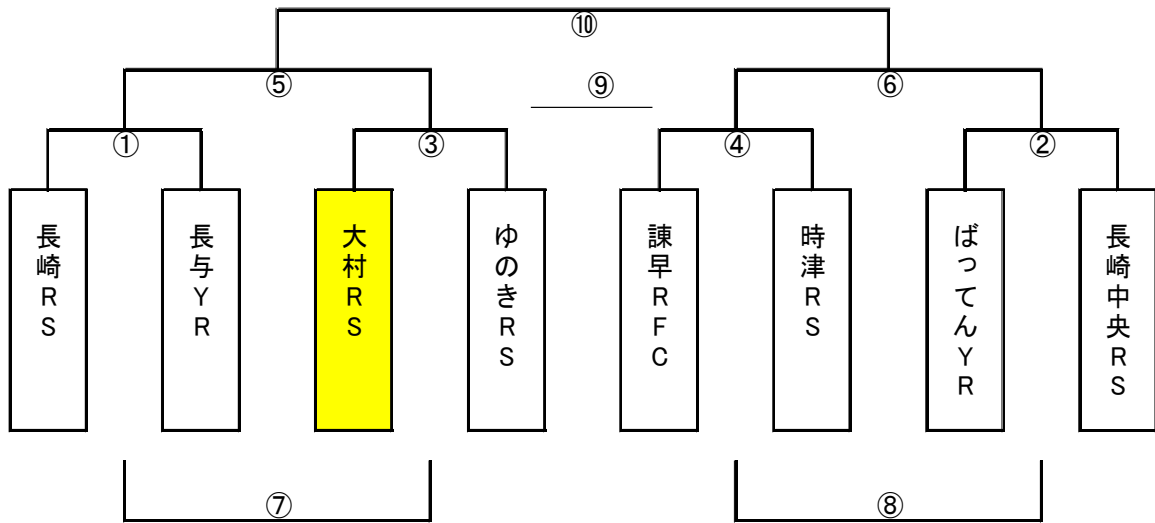 ⑩
⑤
⑨
⑥
①
③
④
②
長崎RS
長与YR
大村RS
ゆのきRS
諫早RFC
時津RS
ばってんYR
長崎中央RS
⑦
⑧